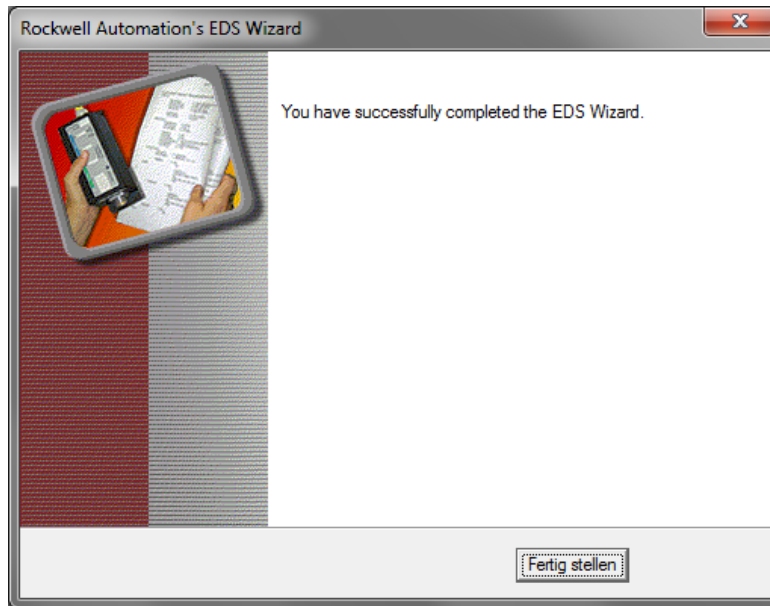 Rockwell Automation's EDS Wizard
You have successfully completed the EDS Wizard.
Fertig stellen